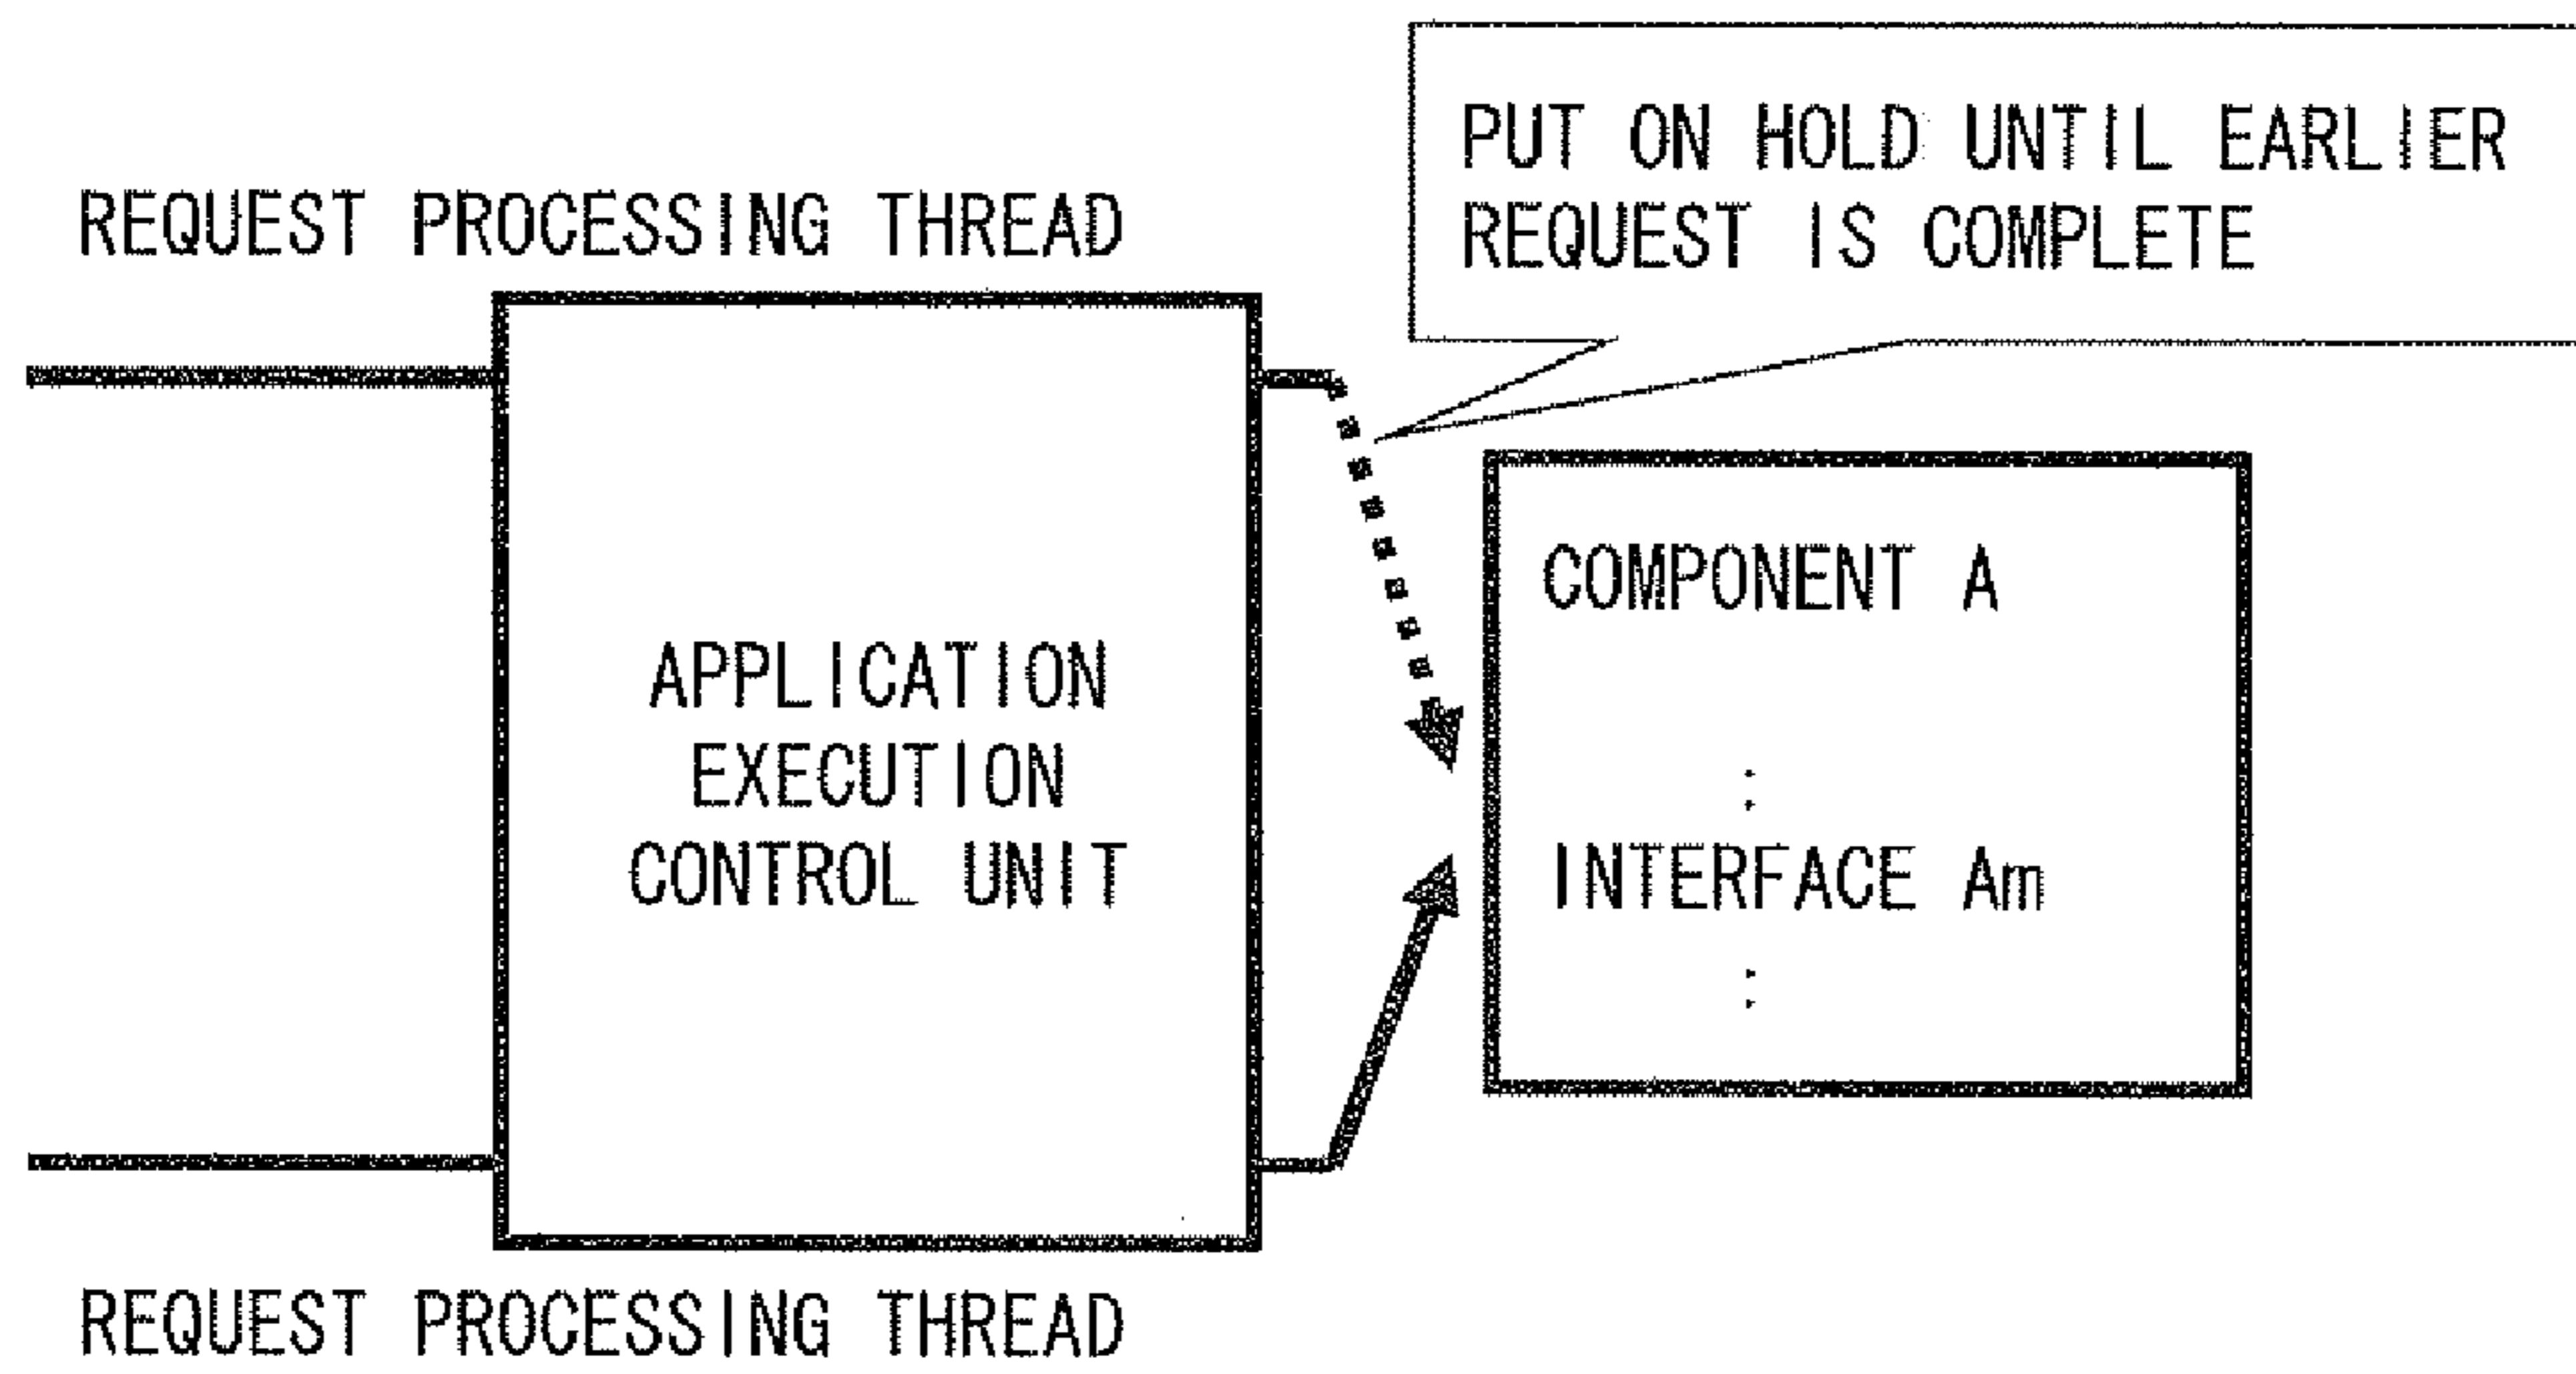 PUT ON HOLD UNTIL EARLIER
REQUEST IS COMPLETE
REQUEST PROCESSING THREAD
APPLICATION
EXECUTION
CONTROL UNIT
COMPONENT A
:
INTERFACE Am
:
REQUEST PROCESSING THREAD